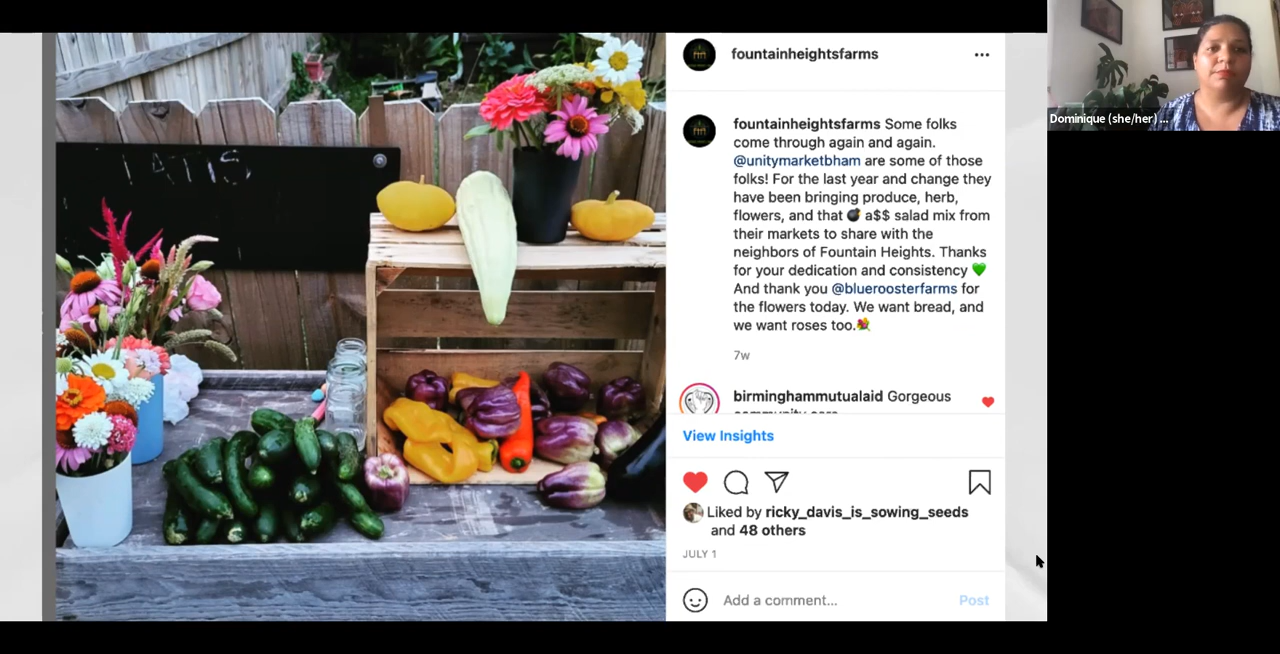 fountainheightsfarms
fountainheightsfarms Some folks
come through again and again.
@unitymarketbham are some of those
folks! For the last year and change they
have been bringing produce, herb,
flowers, and that 💣 a$$ salad mix from
their markets to share with the
neighbors of Fountain Heights. Thanks
for your dedication and consistency 💚
And thank you @blueroosterfarms for
the flowers today. We want bread, and
we want roses too.💐
7w
birminghammutualaid Gorgeous
community care
View Insights
Liked by ricky_davis_is_sowing_seeds
and 48 others
JULY 1
Add a comment...
Post
Dominique (she/her) ...